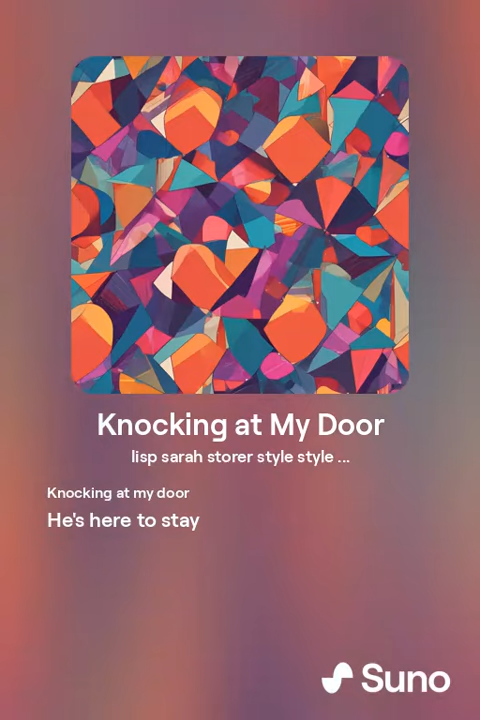 Knocking at My Door
lisp sarah storer style style ...
Knocking at my door
He's here to stay
Suno